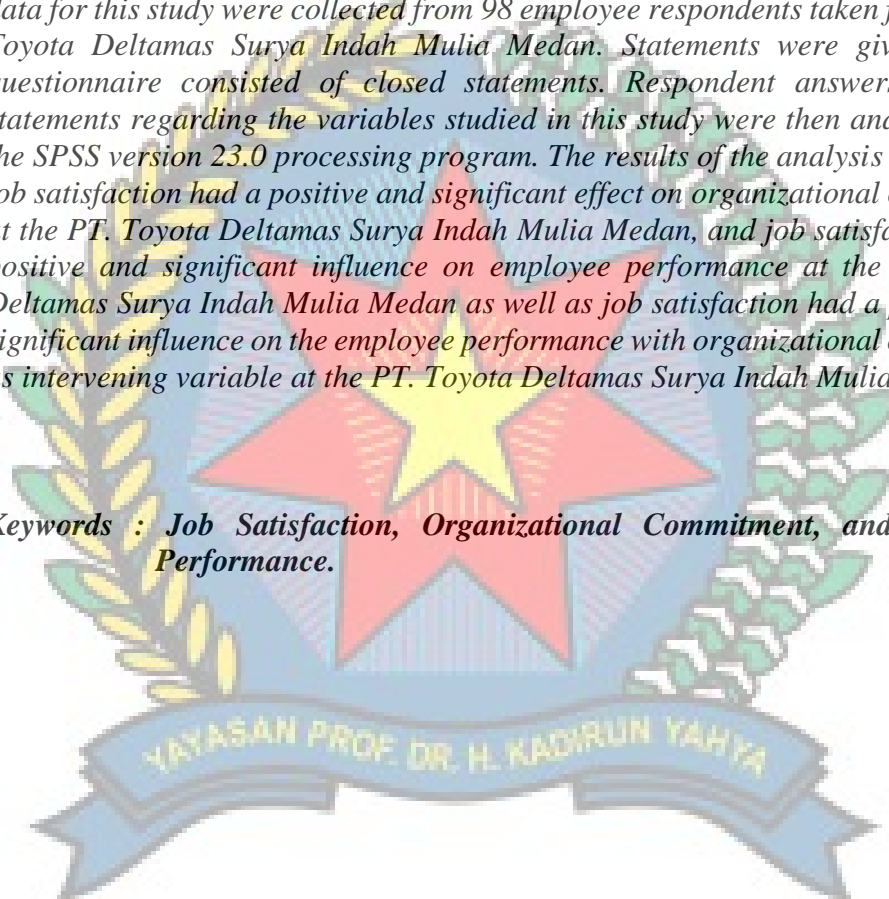 data for this study were collected from 98 employee respondents taken
Toyota Deltamas Surya Indah Mulia Medan. Statements were giv
questionnaire consisted of closed statements. Respondent answers
statements regarding the variables studied in this study were then ana
the SPSS version 23.0 processing program. The results of the analysis
job satisfaction had a positive and significant effect on organizational
at the PT. Toyota Deltamas Surya Indah Mulia Medan, and job satisfa
positive and significant influence on employee performance at the
Deltamas Surya Indah Mulia Medan as well as job satisfaction had a
significant influence on the employee performance with organizational
as intervening variable at the PT. Toyota Deltamas Surya Indah Mulia
Keywords : Job Satisfaction, Organizational Commitment, and
Performance.
YAYASAN PROF. DR. H. KADIRUN YAHYA